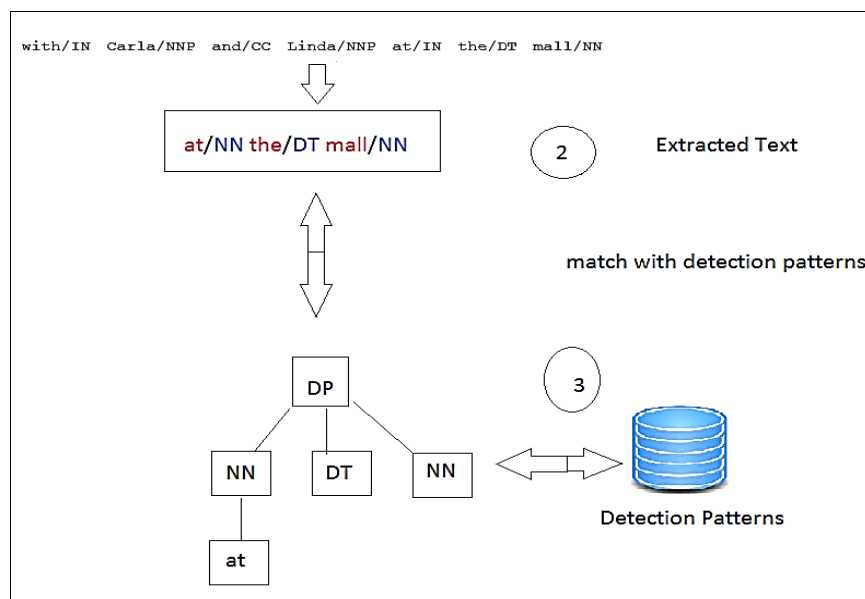 with/IN Carla/NNP and/CC Linda/NNP at/IN the/DT mall/NN
at/NN the/DT mall/NN
2
Extracted Text
match with detection patterns
DP
3
NN
DT
NN
Detection Patterns
at